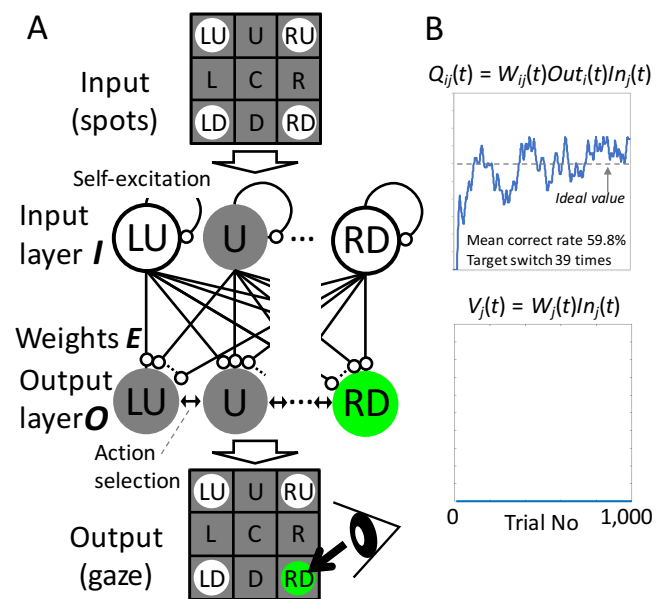 A
LU U RU
L C R
LD D RD
Input
(spots)
Self-excitation
Input
layer I
LU U ... RD
Weights E
Output
layer O
LU U ... RD
Action
selection
LU U RU
L C R
LD D RD
Output
(gaze)
B
Qij(t) = Wij(t)Outi(t)Inj(t)
Ideal value
Mean correct rate 59.8%
Target switch 39 times
Vj(t) = Wj(t)Inj(t)
0 1,000
Trial No